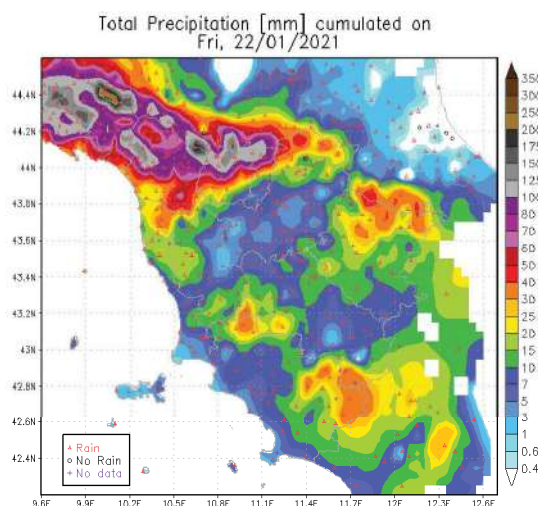 Total Precipitation [mm] cumulated on
Fri, 22/01/2021
44.4N
44.2N
44N
43.8N
43.6N
43.4N
43.2N
43N
42.8N
42.6N
42.4N
9.6E
9.9E
10.2E
10.5E
10.8E
11.1E
11.4E
11.7E
12E
12.3E
12.6E
Rain
No Rain
No data
350
300
250
200
175
150
125
100
80
70
60
50
40
30
25
20
15
10
7
5
3
1
0.6
0.4